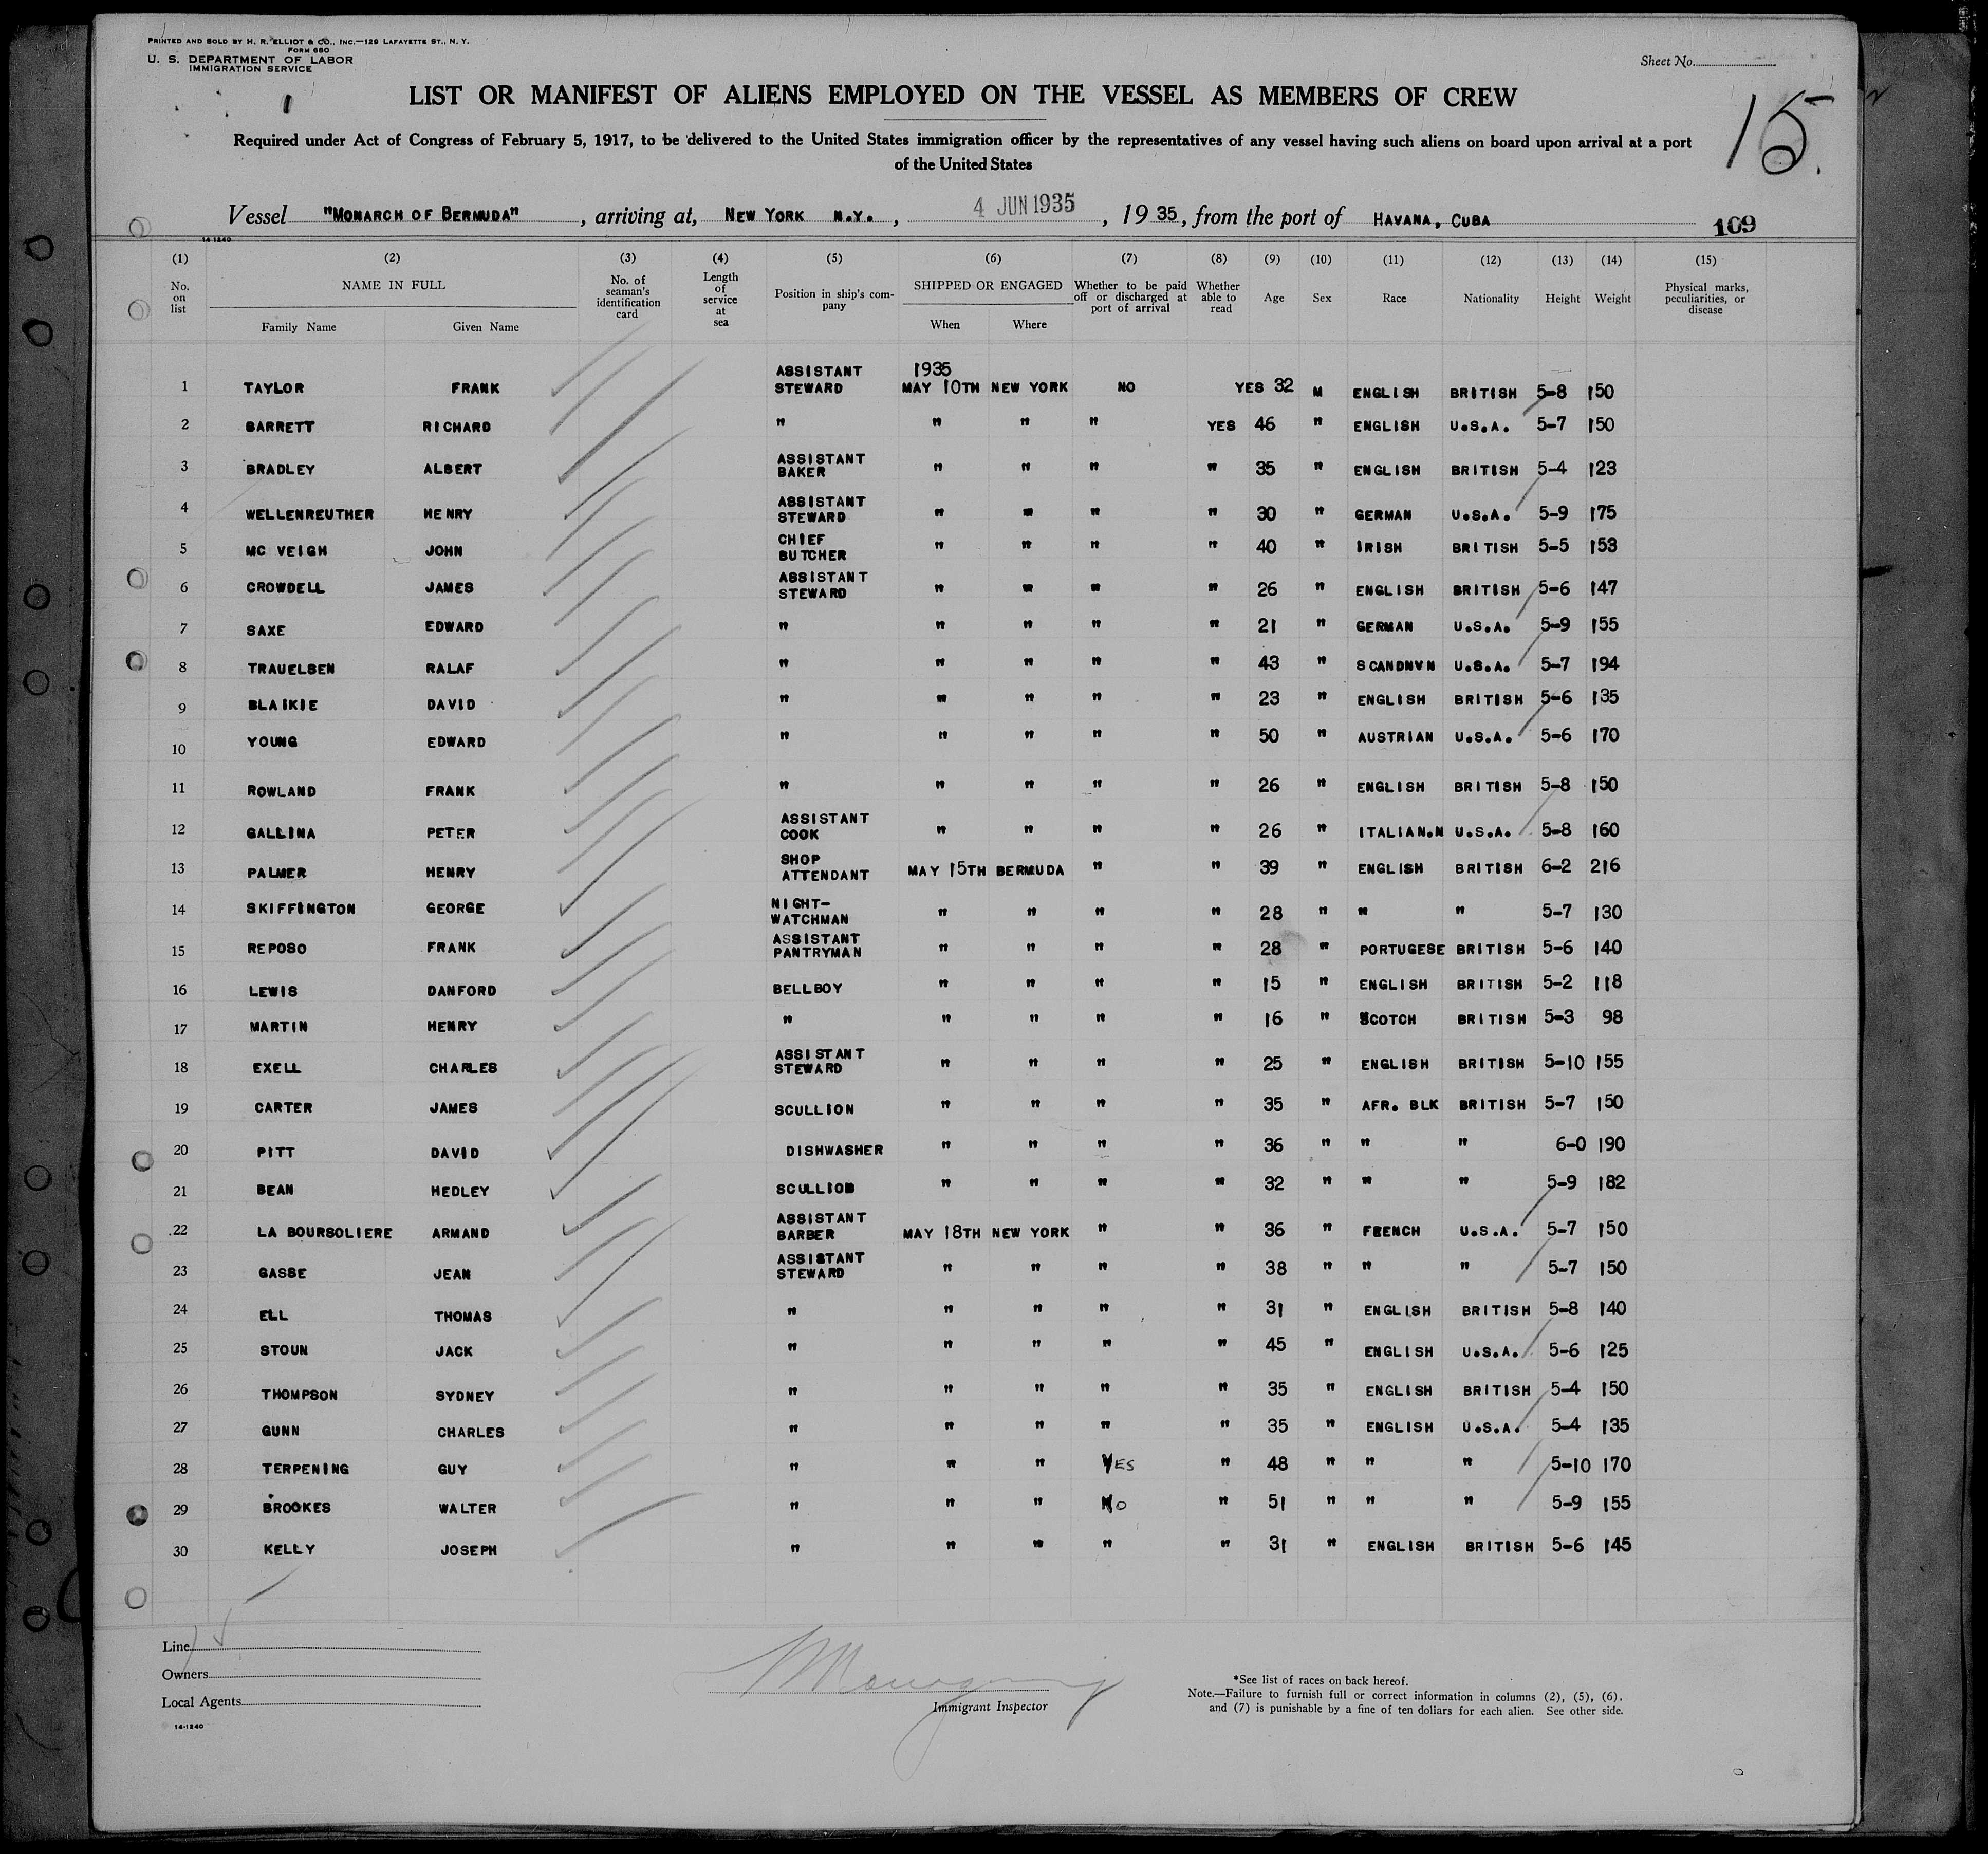 PRINTED AND SOLD BY H. R. ELLIOT & CO., INC.—129 LAFAYETTE ST., N. Y.
FORM 680
U. S. DEPARTMENT OF LABOR
IMMIGRATION SERVICE
Sheet No.
1
LIST OR MANIFEST OF ALIENS EMPLOYED ON THE VESSEL AS MEMBERS OF CREW
15.
Required under Act of Congress of February 5, 1917, to be delivered to the United States immigration officer by the representatives of any vessel having such aliens on board upon arrival at a port
of the United States
Vessel "MONARCH OF BERMUDA", arriving at, NEW YORK N.Y., 4 JUN 1935, 1935, from the port of HAVANA, CUBA
109
14-1240
(1) (2) (3) (4) (5) (6) (7) (8) (9) (10) (11) (12) (13) (14) (15)
No. on list NAME IN FULL Family Name Given Name No. of seaman's identification card Length of service at sea Position in ship's company SHIPPED OR ENGAGED When Where Whether to be paid off or discharged at port of arrival Whether able to read Age Sex Race Nationality Height Weight Physical marks, peculiarities, or disease
1 TAYLOR FRANK ASSISTANT STEWARD 1935 MAY 10TH NEW YORK NO YES 32 M ENGLISH BRITISH 5-8 150
2 BARRETT RICHARD " " " " YES 46 " ENGLISH U.S.A. 5-7 150
3 BRADLEY ALBERT ASSISTANT BAKER " " " " 35 " ENGLISH BRITISH 5-4 123
4 WELLENREUTHER HENRY ASSISTANT STEWARD " " " " 30 " GERMAN U.S.A. 5-9 175
5 MC VEIGH JOHN CHIEF BUTCHER " " " " 40 " IRISH BRITISH 5-5 153
6 CROWDELL JAMES ASSISTANT STEWARD " " " " 26 " ENGLISH BRITISH 5-6 147
7 SAXE EDWARD " " " " " 21 " GERMAN U.S.A. 5-9 155
8 TRAUELSEN RALAF " " " " " 43 " SCANDNVN U.S.A. 5-7 194
9 BLAIKIE DAVID " " " " " 23 " ENGLISH BRITISH 5-6 135
10 YOUNG EDWARD " " " " " 50 " AUSTRIAN U.S.A. 5-6 170
11 ROWLAND FRANK " " " " " 26 " ENGLISH BRITISH 5-8 150
12 GALLINA PETER ASSISTANT COOK " " " " 26 " ITALIAN.N U.S.A. 5-8 160
13 PALMER HENRY SHOP ATTENDANT MAY 15TH BERMUDA " " 39 " ENGLISH BRITISH 6-2 216
14 SKIFFINGTON GEORGE NIGHT-WATCHMAN " " " " 28 " " " 5-7 130
15 REPOSO FRANK ASSISTANT PANTRYMAN " " " " 28 " PORTUGESE BRITISH 5-6 140
16 LEWIS DANFORD BELLBOY " " " " 15 " ENGLISH BRITISH 5-2 118
17 MARTIN HENRY " " " " " 16 " SCOTCH BRITISH 5-3 98
18 EXELL CHARLES ASSISTANT STEWARD " " " " 25 " ENGLISH BRITISH 5-10 155
19 CARTER JAMES SCULLION " " " " 35 " AFR. BLK BRITISH 5-7 150
20 PITT DAVID DISHWASHER " " " " 36 " " " 6-0 190
21 BEAN HEDLEY SCULLION " " " " 32 " " " 5-9 182
22 LA BOURSOLIERE ARMAND ASSISTANT BARBER MAY 18TH NEW YORK " " 36 " FRENCH U.S.A. 5-7 150
23 GASSE JEAN ASSISTANT STEWARD " " " " 38 " " " 5-7 150
24 ELL THOMAS " " " " " 31 " ENGLISH BRITISH 5-8 140
25 STOUN JACK " " " " " 45 " ENGLISH U.S.A. 5-6 125
26 THOMPSON SYDNEY " " " " " 35 " ENGLISH BRITISH 5-4 150
27 GUNN CHARLES " " " " " 35 " ENGLISH U.S.A. 5-4 135
28 TERPENING GUY " " " YES " 48 " " " 5-10 170
29 BROOKES WALTER " " " NO " 51 " " " 5-9 155
30 KELLY JOSEPH " " " " " 31 " ENGLISH BRITISH 5-6 145
Line
Owners
Local Agents
14-1240
Immigrant Inspector
*See list of races on back hereof.
Note.—Failure to furnish full or correct information in columns (2), (5), (6),
and (7) is punishable by a fine of ten dollars for each alien. See other side.